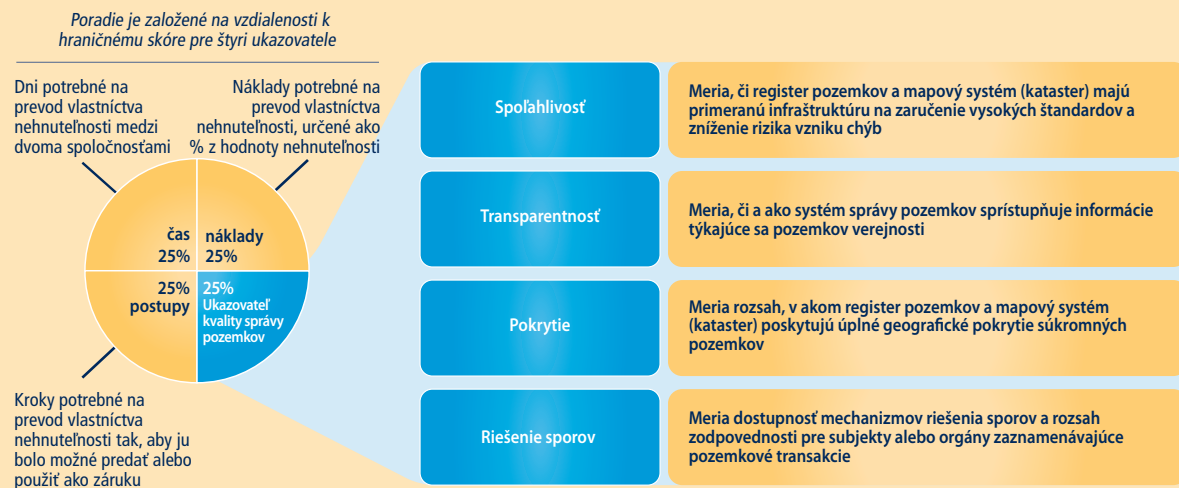 Poradie je založené na vzdialenosti k
hraničnému skóre pre štyri ukazovatele
Dni potrebné na
prevod vlastníctva
nehnuteľnosti medzi
dvoma spoločnosťami
Náklady potrebné na
prevod vlastníctva
nehnuteľnosti, určené ako
% z hodnoty nehnuteľnosti
čas
25%
náklady
25%
25%
postupy
25%
Ukazovateľ
kvality správy
pozemkov
Kroky potrebné na
prevod vlastníctva
nehnuteľnosti tak, aby ju
bolo možné predať alebo
použiť ako záruku
Spoľahlivosť
Meria, či register pozemkov a mapový systém (kataster) majú
primeranú infraštruktúru na zaručenie vysokých štandardov a
zníženie rizika vzniku chýb
Transparentnosť
Meria, či a ako systém správy pozemkov sprístupňuje informácie
týkajúce sa pozemkov verejnosti
Pokrytie
Meria rozsah, v akom register pozemkov a mapový systém
(kataster) poskytujú úplné geografické pokrytie súkromných
pozemkov
Riešenie sporov
Meria dostupnosť mechanizmov riešenia sporov a rozsah
zodpovednosti pre subjekty alebo orgány zaznamenávajúce
pozemkové transakcie